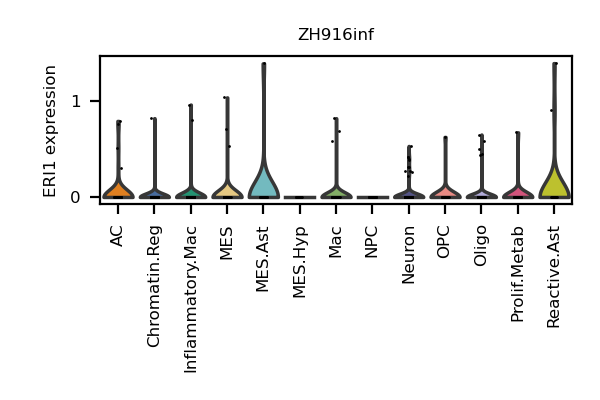 ZH916inf
ERI1 expression
1
0
AC
Chromatin.Reg
Inflammatory.Mac
MES
MES.Ast
MES.Hyp
Mac
NPC
Neuron
OPC
Oligo
Prolif.Metab
Reactive.Ast